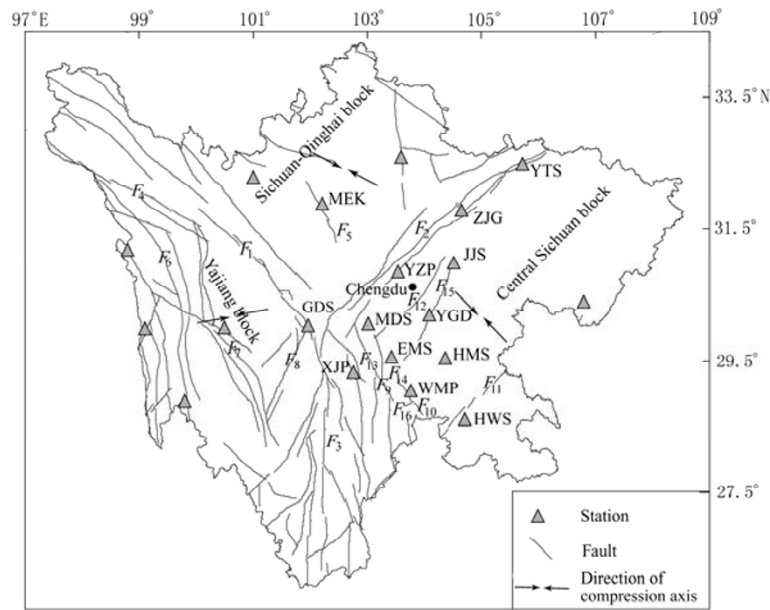 97° E
99°
101°
103°
105°
107°
109°
33.5°N
31.5°
29.5°
27.5°
Sichuan-Qinghai block
YTS
MEK
F4
F5
F2
ZJG
Central Sichuan block
F1
F6
JJS
Yajiang block
YZP
Chengdu
F12
F15
GDS
MDS
YGD
F7
F8
XJP
F13
EMS
HMS
F14
F9
WMP
F11
F16
F10
HWS
F3
Station
Fault
Direction of
compression axis